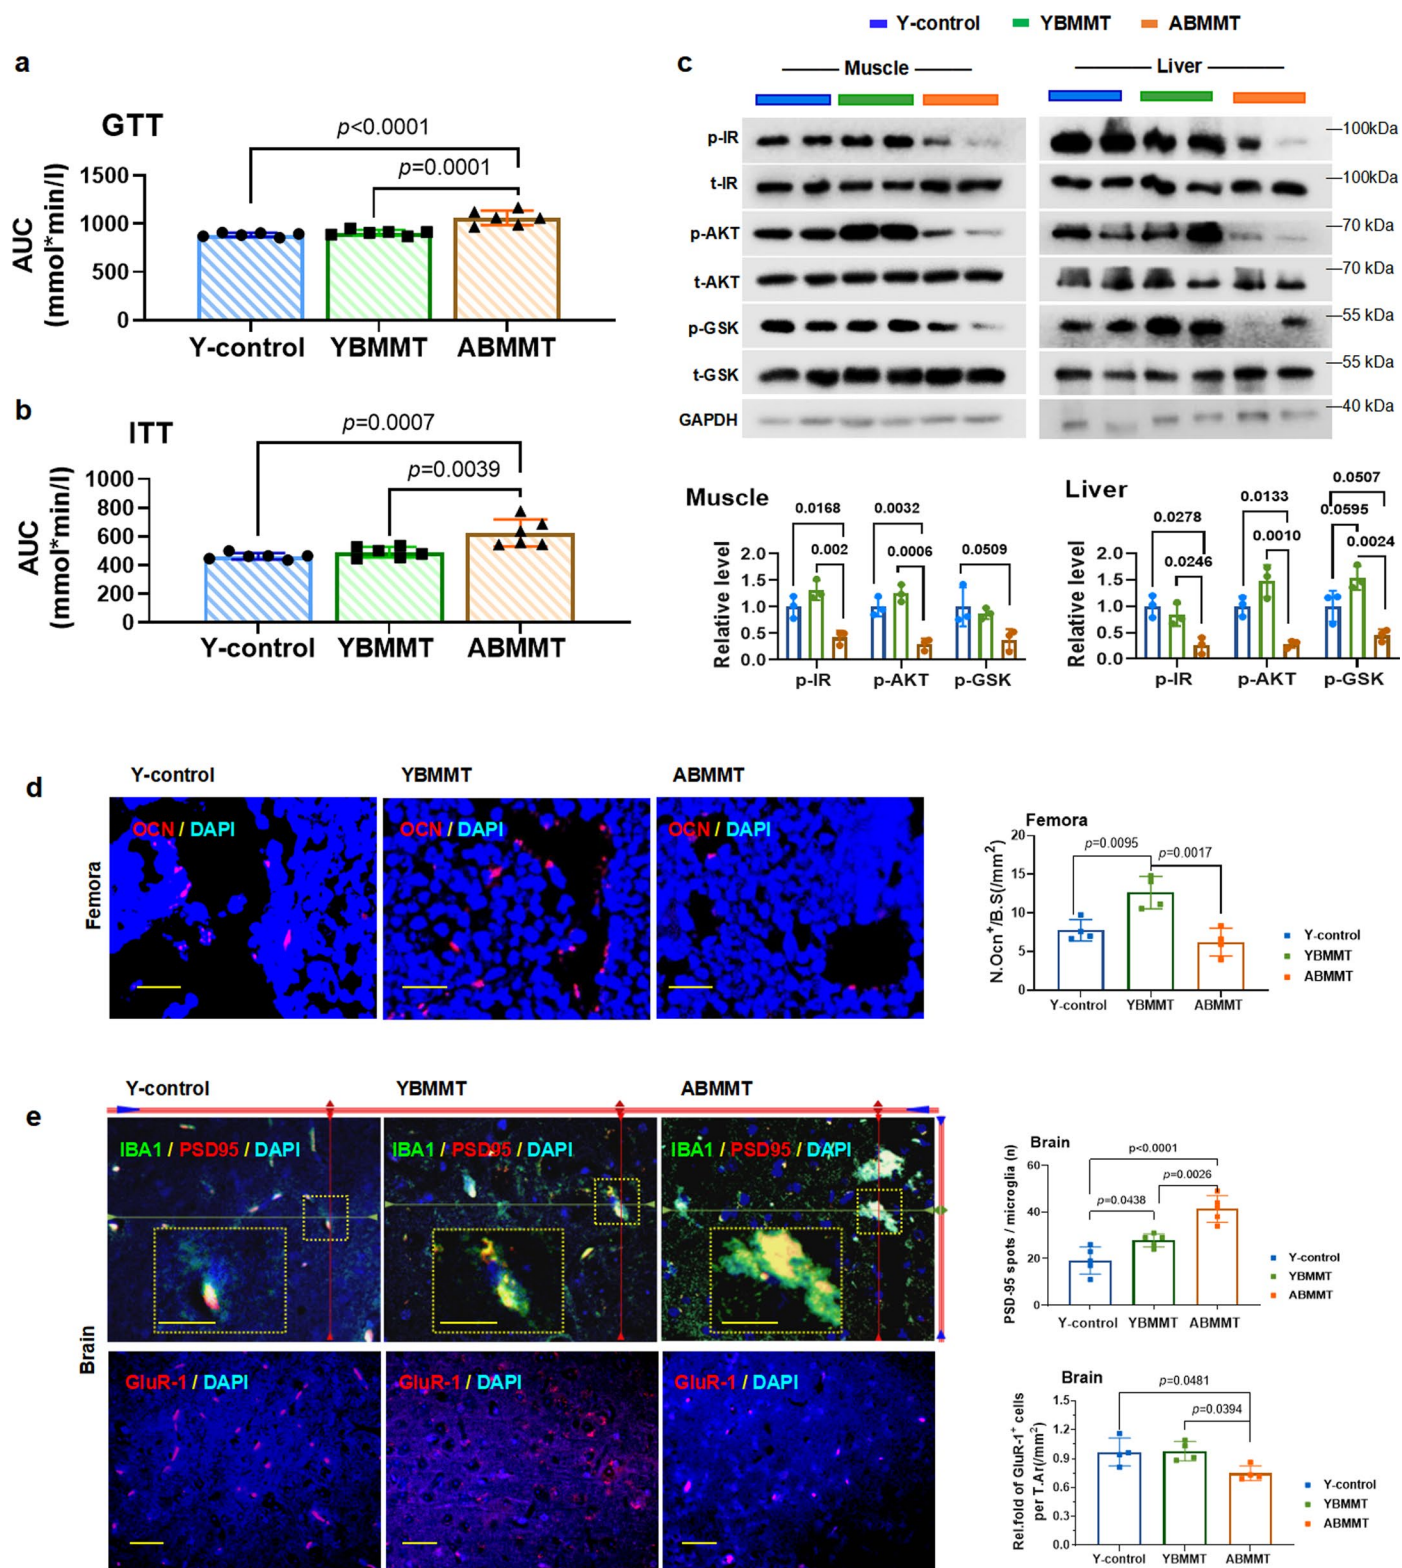 Y-control YBMMT ABMMT
a
GTT
p<0.0001
p=0.0001
AUC
(mmol*min/l)
1500
1000
500
0
Y-control YBMMT ABMMT
b
ITT
p=0.0007
p=0.0039
AUC
(mmol*min/l)
1000
800
600
400
200
0
Y-control YBMMT ABMMT
c
Muscle Liver
p-IR 100kDa
t-IR 100kDa
p-AKT 70 kDa
t-AKT 70 kDa
p-GSK 55 kDa
t-GSK 55 kDa
GAPDH 40 kDa
Muscle
0.0168 0.0032
0.002 0.0006 0.0509
Relative level
2.0
1.5
1.0
0.5
0.0
p-IR p-AKT p-GSK
Liver
0.0507
0.0133 0.0595
0.0278 0.0010 0.0024
0.0246
Relative level
2.0
1.5
1.0
0.5
0.0
p-IR p-AKT p-GSK
d
Y-control YBMMT ABMMT
Femora
OCN / DAPI OCN / DAPI OCN / DAPI
Femora
p=0.0095 p=0.0017
N.Ocn+/B.S(/mm²)
20
15
10
5
0
Y-control YBMMT ABMMT
Y-control
YBMMT
ABMMT
e
Y-control YBMMT ABMMT
Brain
IBA1 / PSD95 / DAPI IBA1 / PSD95 / DAPI IBA1 / PSD95 / DAPI
Brain
p<0.0001
p=0.0026
p=0.0438
PSD-95 spots / microglia (n)
60
40
20
0
Y-control YBMMT ABMMT
Y-control
YBMMT
ABMMT
GluR-1 / DAPI GluR-1 / DAPI GluR-1 / DAPI
Brain
p=0.0481
p=0.0394
Rel.fold of GluR-1+ cells
per T.Ar(/mm²)
1.5
1.2
0.9
0.6
0.3
0.0
Y-control YBMMT ABMMT
Y-control
YBMMT
ABMMT